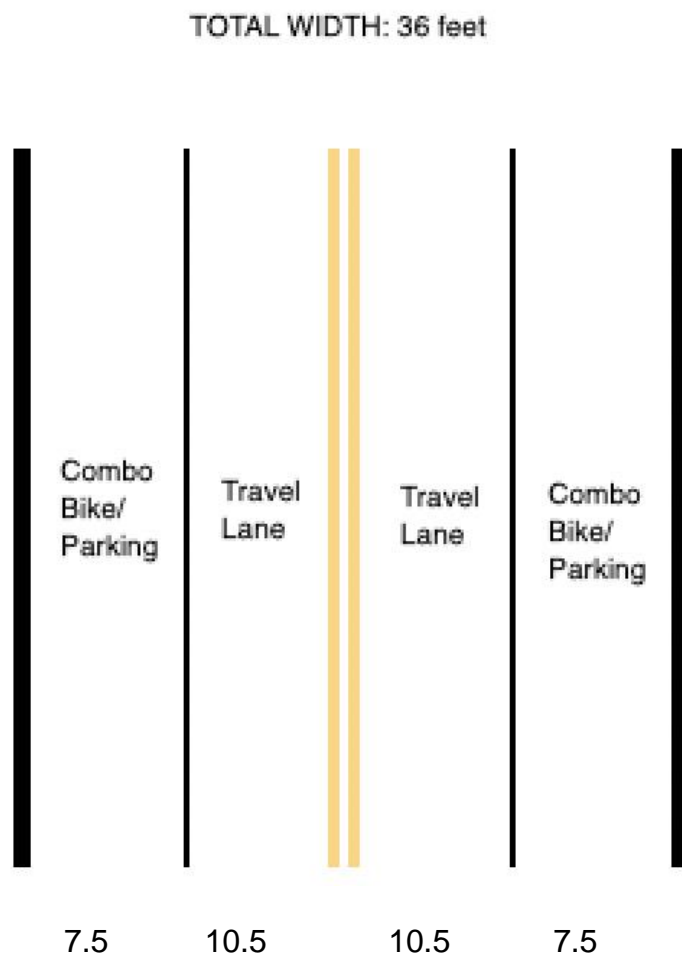 TOTAL WIDTH: 36 feet
Combo
Bike/
Parking
Travel
Lane
Travel
Lane
Combo
Bike/
Parking
7.5 10.5 10.5 7.5